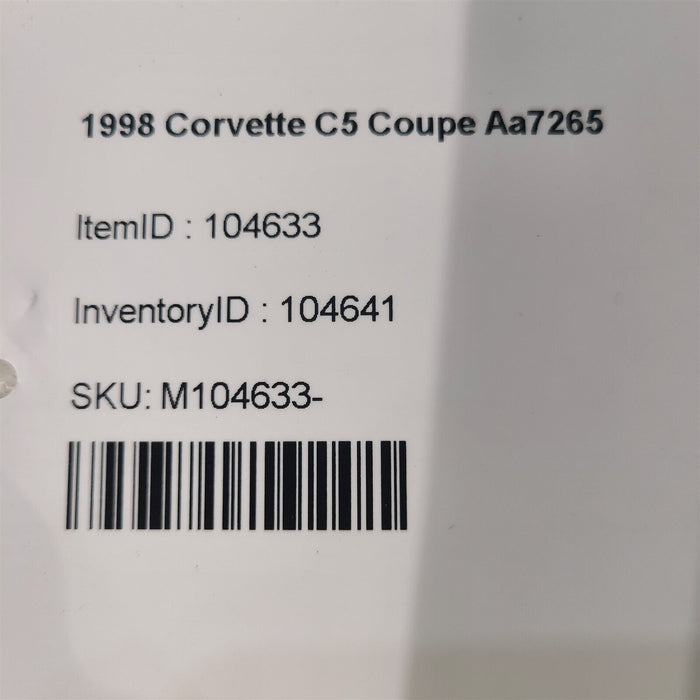 1998 Corvette C5 Coupe Aa7265
ItemID : 104633
InventoryID : 104641
SKU: M104633-